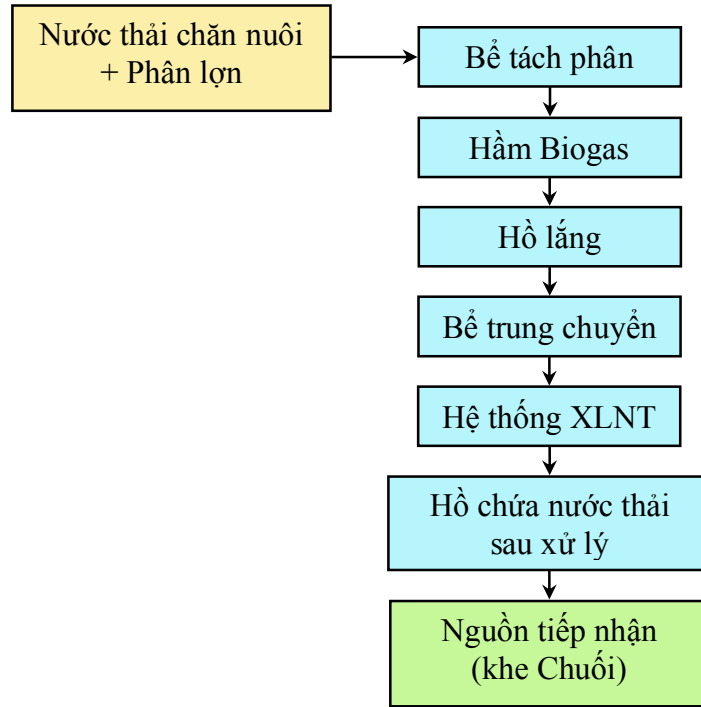 Nước thải chăn nuôi
+ Phân lợn
Bể tách phân
Hầm Biogas
Hồ lắng
Bể trung chuyển
Hệ thống XLNT
Hồ chứa nước thải
sau xử lý
Nguồn tiếp nhận
(khe Chuối)